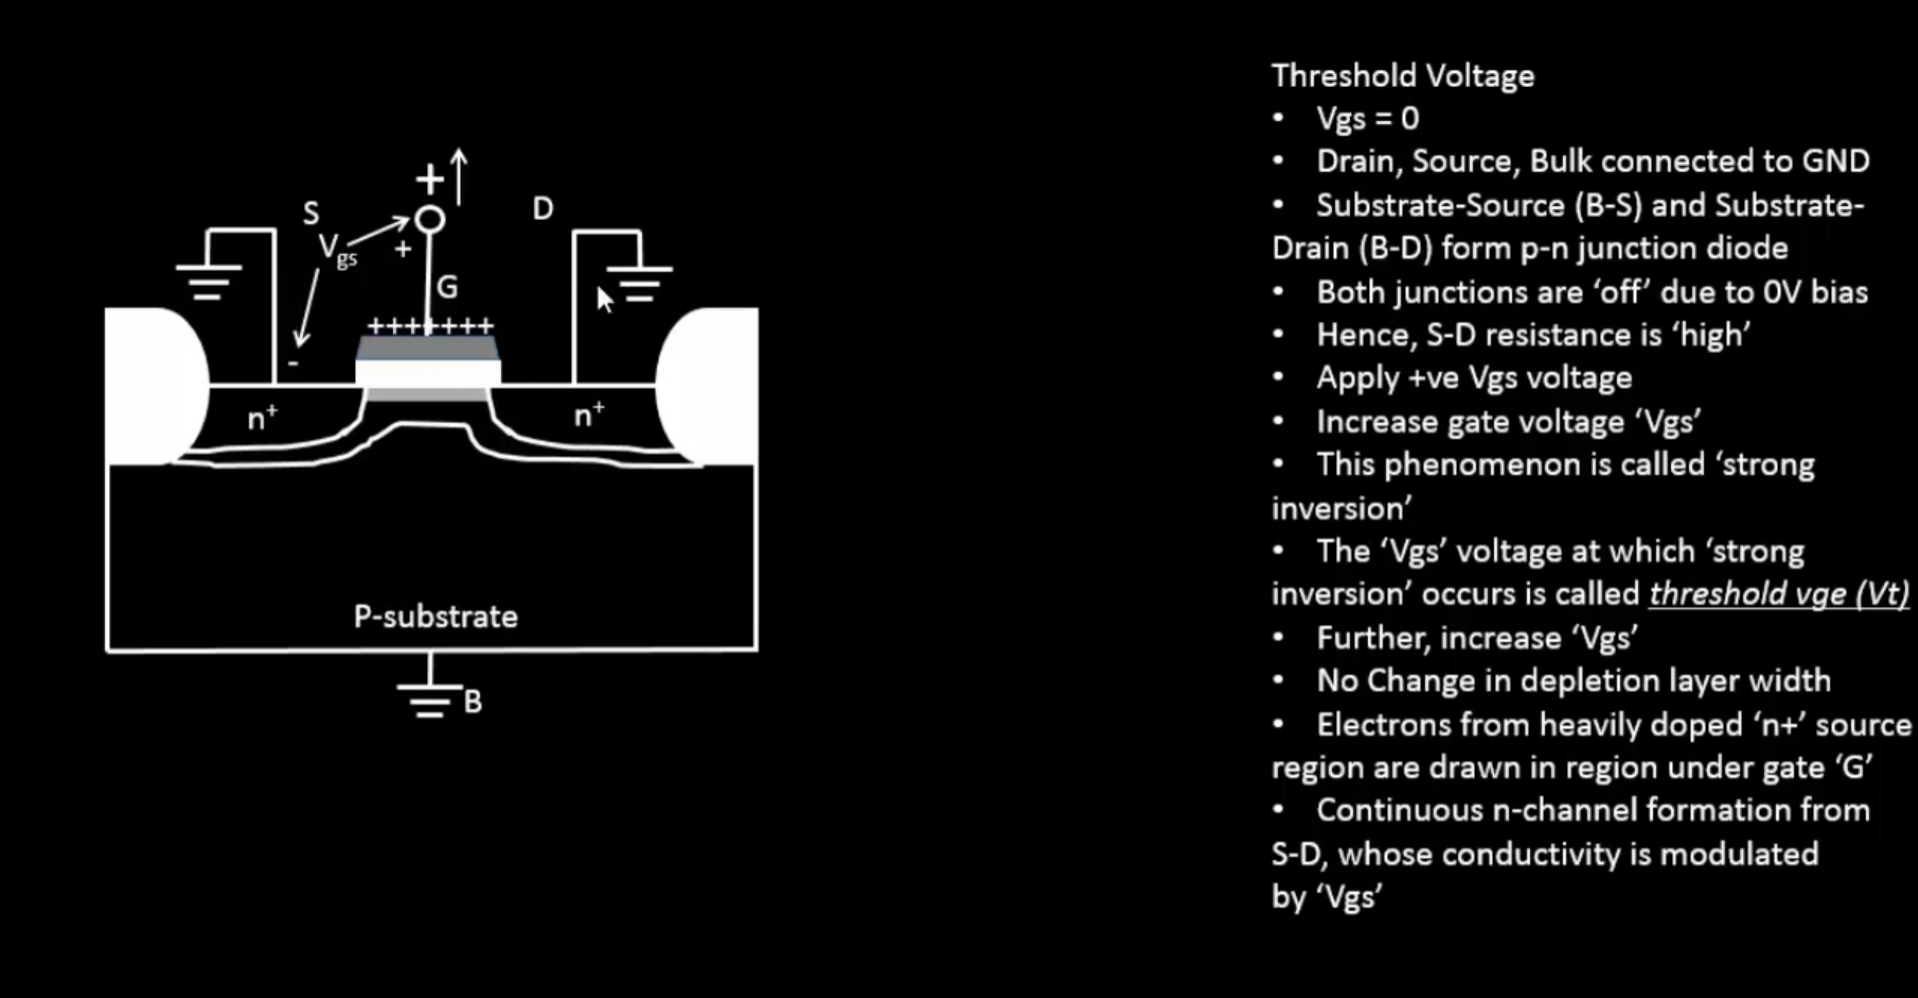 S
Vgs
+
+
D
G
+++++++
-
n+
n+
P-substrate
B
Threshold Voltage
• Vgs = 0
• Drain, Source, Bulk connected to GND
• Substrate-Source (B-S) and Substrate-
Drain (B-D) form p-n junction diode
• Both junctions are ‘off’ due to 0V bias
• Hence, S-D resistance is ‘high’
• Apply +ve Vgs voltage
• Increase gate voltage ‘Vgs’
• This phenomenon is called ‘strong
inversion’
• The ‘Vgs’ voltage at which ‘strong
inversion’ occurs is called threshold vge (Vt)
• Further, increase ‘Vgs’
• No Change in depletion layer width
• Electrons from heavily doped ‘n+’ source
region are drawn in region under gate ‘G’
• Continuous n-channel formation from
S-D, whose conductivity is modulated
by ‘Vgs’